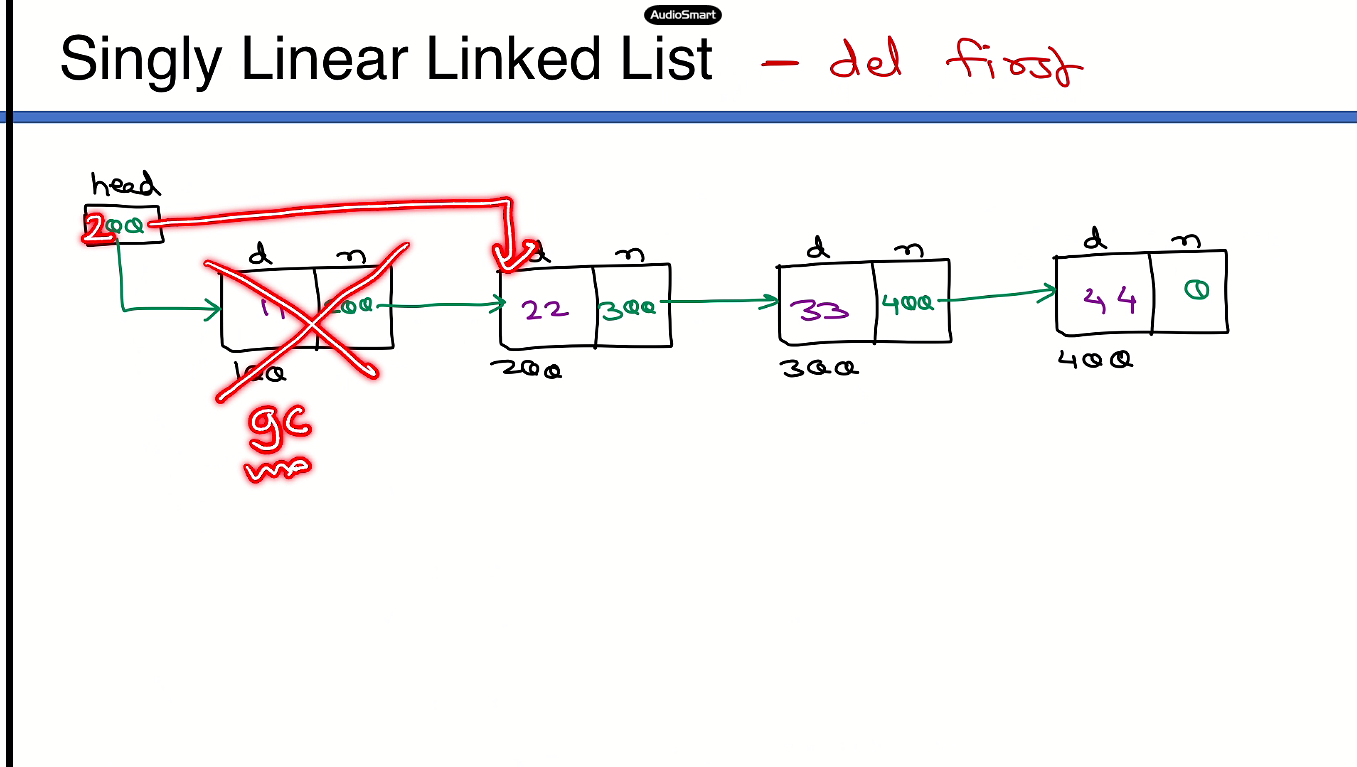 AudioSmart
Singly Linear Linked List - del first
head
200
d n d n d n d n
11 200 22 300 33 400 44 0
100 200 300 400
gc